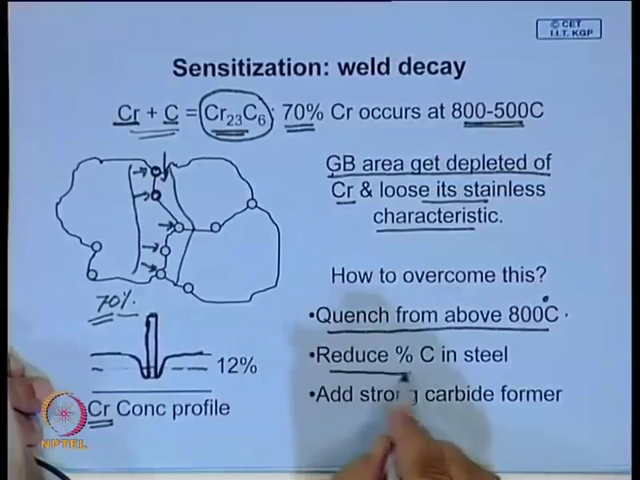 © CET
I.I.T. KGP
Sensitization: weld decay
Cr + C = Cr23C6 : 70% Cr occurs at 800-500C
GB area get depleted of
Cr & loose its stainless
characteristic.
How to overcome this?
•Quench from above 800C
•Reduce % C in steel
•Add strong carbide former
70%
12%
Cr Conc profile
NPTEL